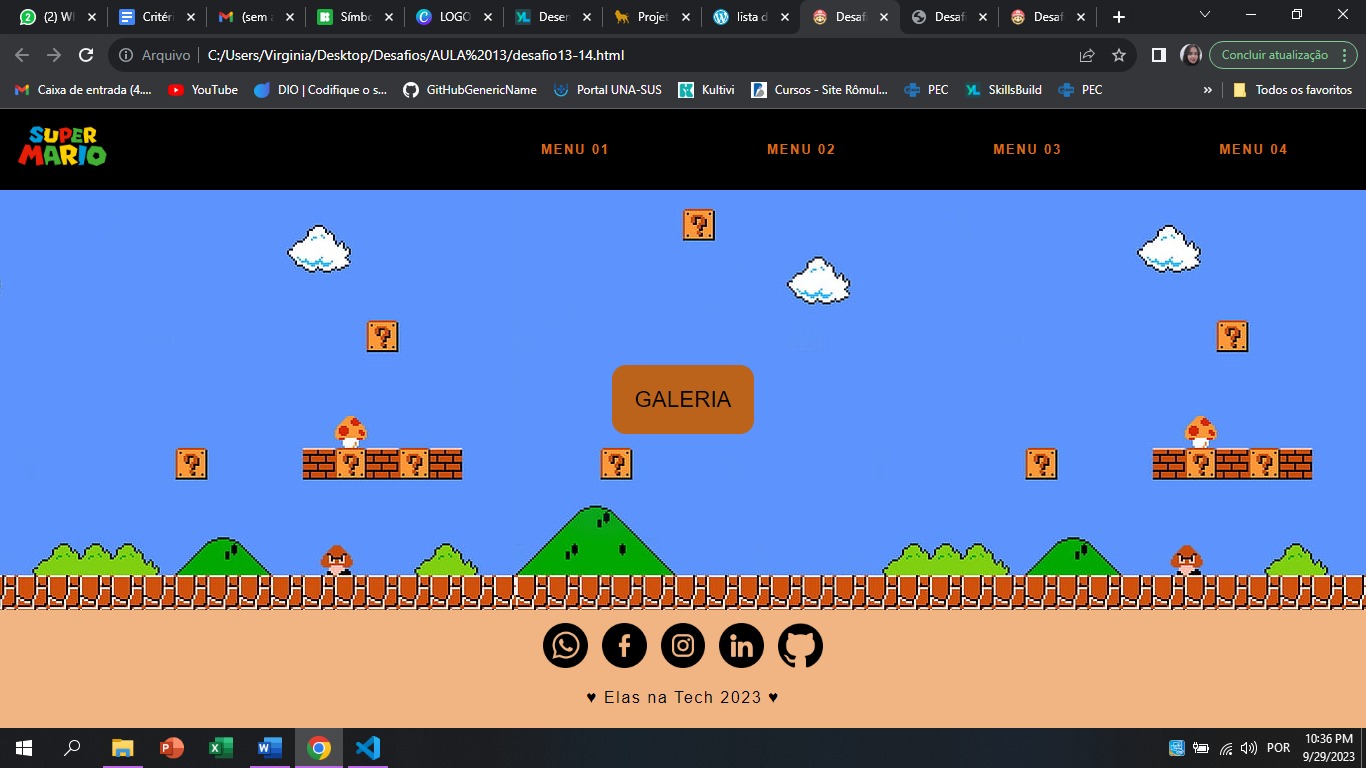 (2) W
Critéri
(sem a
Símbo
LOGO
Desen
Projet
lista d
Desaf
Desaf
Desaf
Arquivo
C:/Users/Virginia/Desktop/Desafios/AULA%2013/desafio13-14.html
Concluir atualização
Caixa de entrada (4....
YouTube
DIO | Codifique o s...
GitHubGenericName
Portal UNA-SUS
Kultivi
Cursos - Site Rômul...
PEC
SkillsBuild
PEC
»
Todos os favoritos
SUPER
MARIO
MENU 01
MENU 02
MENU 03
MENU 04
GALERIA
♥ Elas na Tech 2023 ♥
POR
10:36 PM
9/29/2023